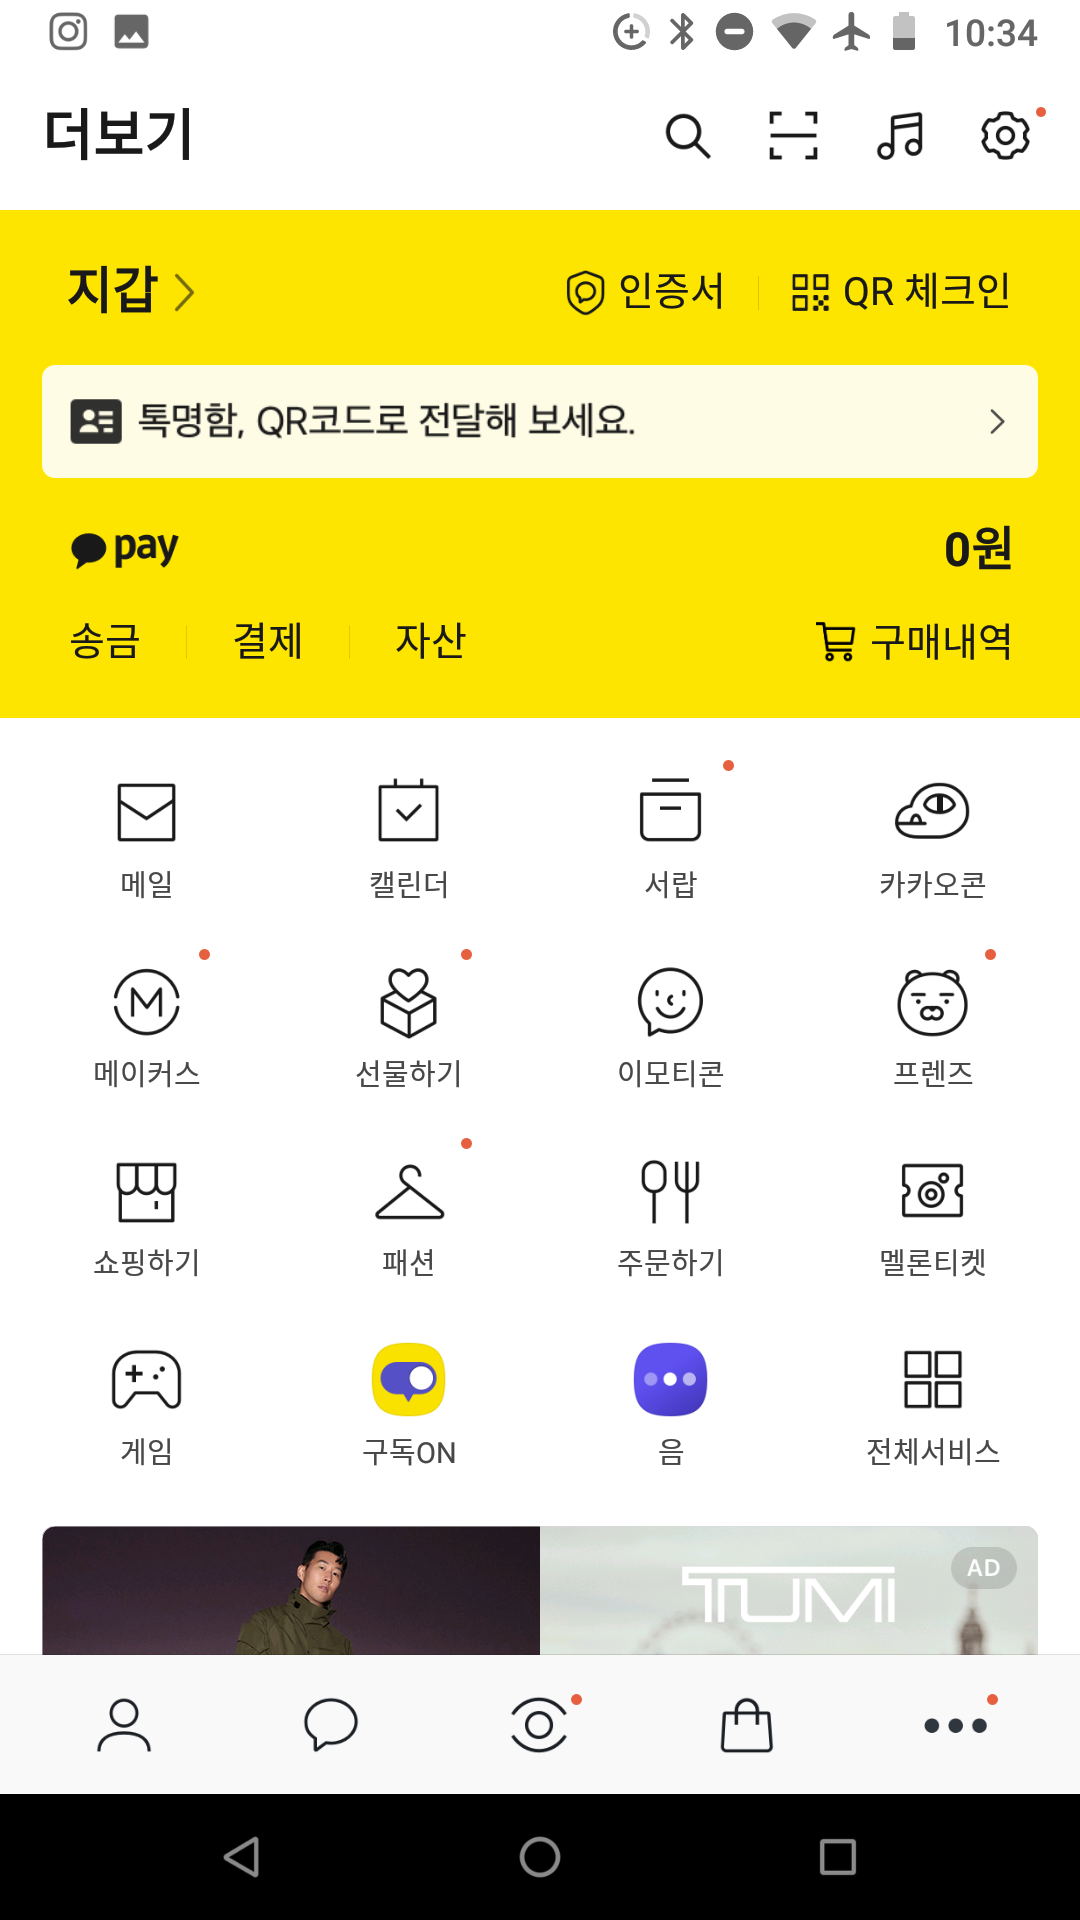 10:34
더보기
지갑
인증서
QR 체크인
톡명함, QR코드로 전달해 보세요.
pay
0원
송금
결제
자산
구매내역
메일
캘린더
서랍
카카오콘
메이커스
선물하기
이모티콘
프렌즈
쇼핑하기
패션
주문하기
멜론티켓
게임
구독ON
음
전체서비스
TUMI
AD